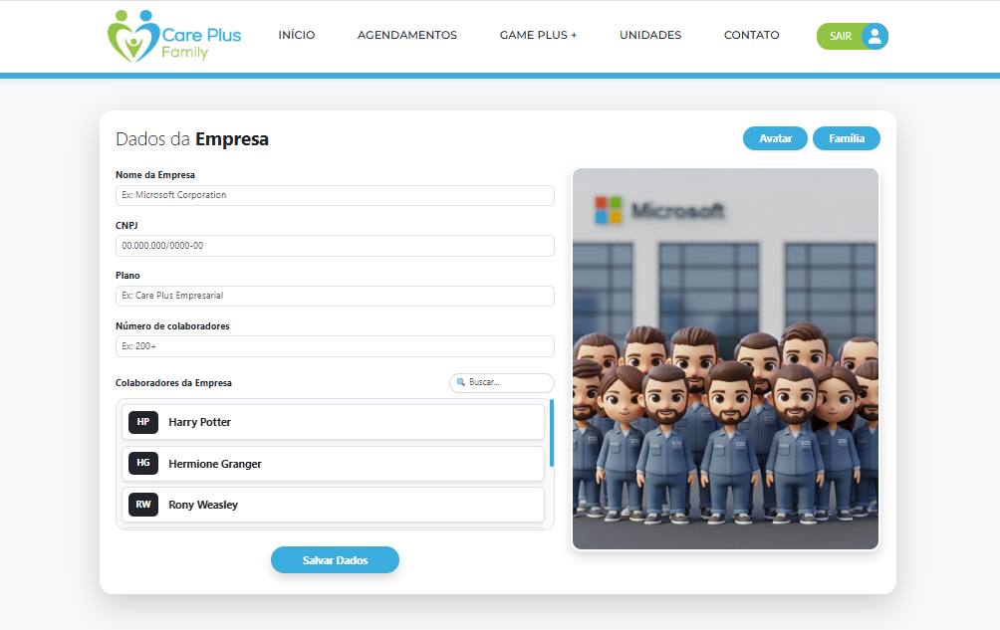 Care Plus
Family
INÍCIO
AGENDAMENTOS
GAME PLUS +
UNIDADES
CONTATO
SAIR
Dados da Empresa
Avatar
Família
Nome da Empresa
Ex: Microsoft Corporation
CNPJ
00.000.000/0000-00
Plano
Ex: Care Plus Empresarial
Número de colaboradores
Ex: 200+
Colaboradores da Empresa
Buscar...
HP Harry Potter
HG Hermione Granger
RW Rony Weasley
Salvar Dados
Microsoft